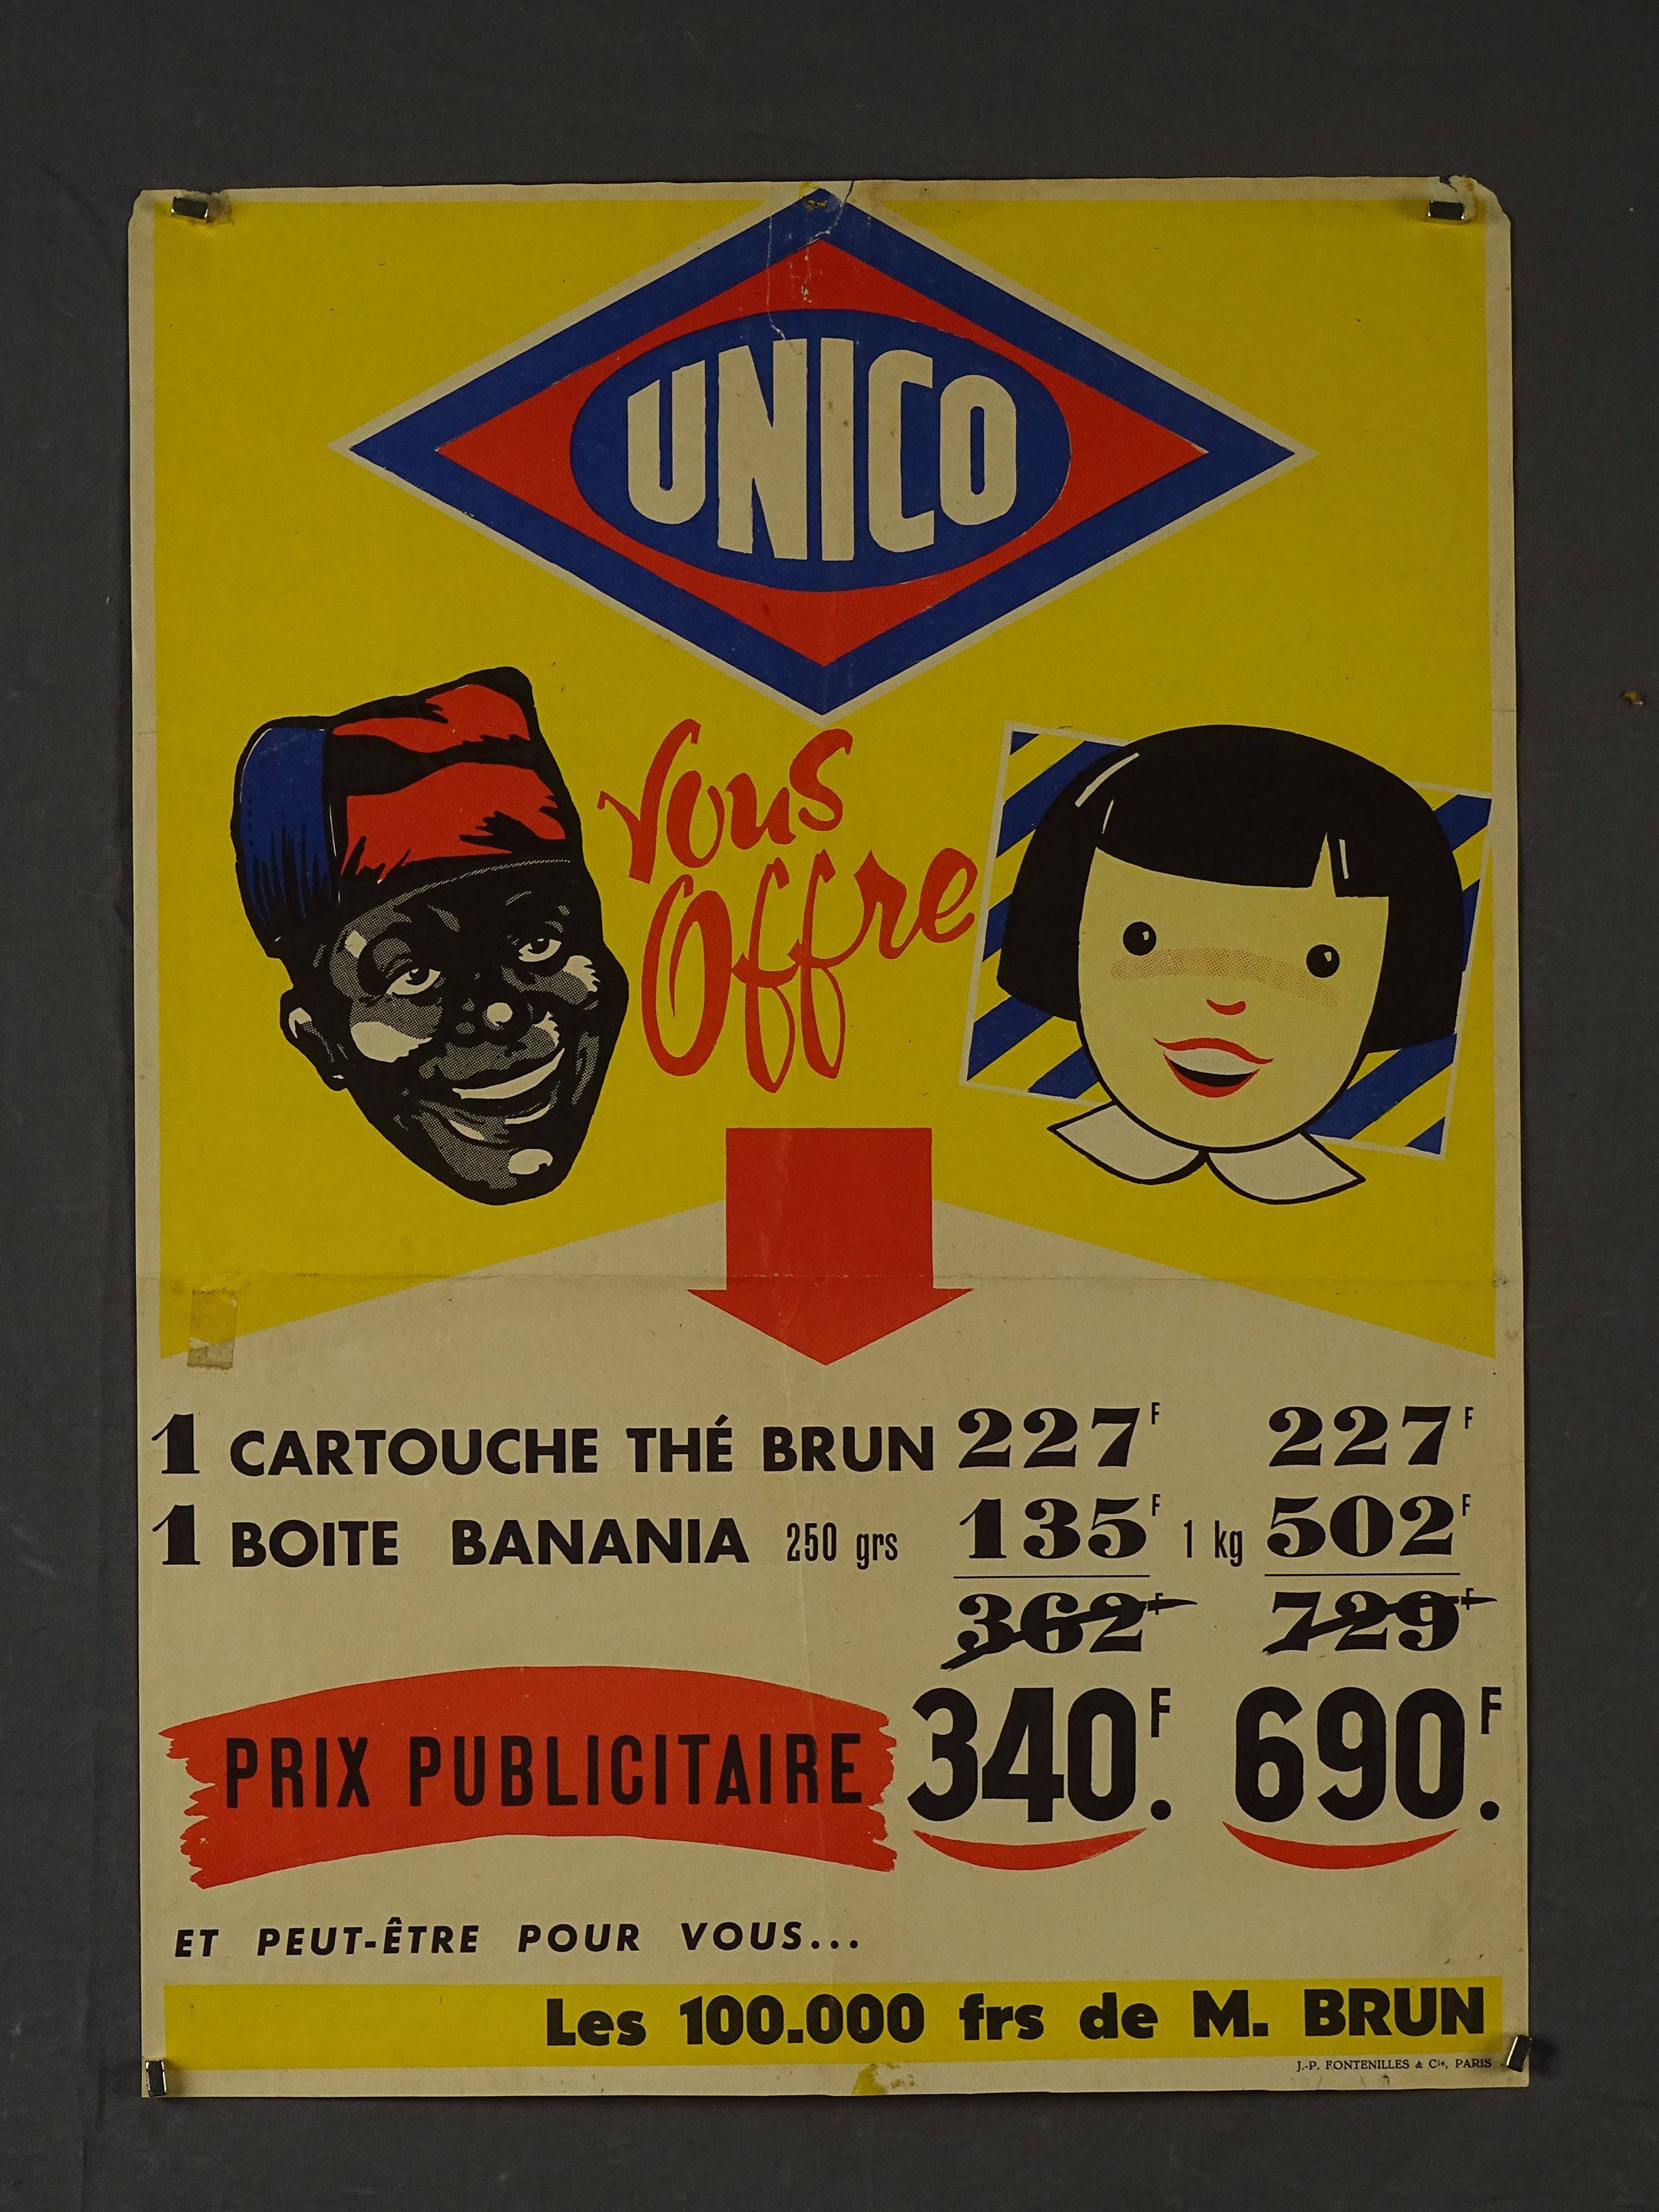 UNICO
Vous
Offre
1 CARTOUCHE THÉ BRUN 227F 227F
1 BOITE BANANIA 250 grs 135F 1 kg 502F
362F 729F
PRIX PUBLICITAIRE 340F. 690F.
ET PEUT-ÊTRE POUR VOUS...
Les 100.000 frs de M. BRUN
J.-P. FONTENILLES & Cie, PARIS